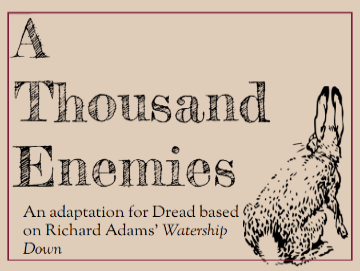 A
Thousand
Enemies
An adaptation for Dread based
on Richard Adams' Watership
Down